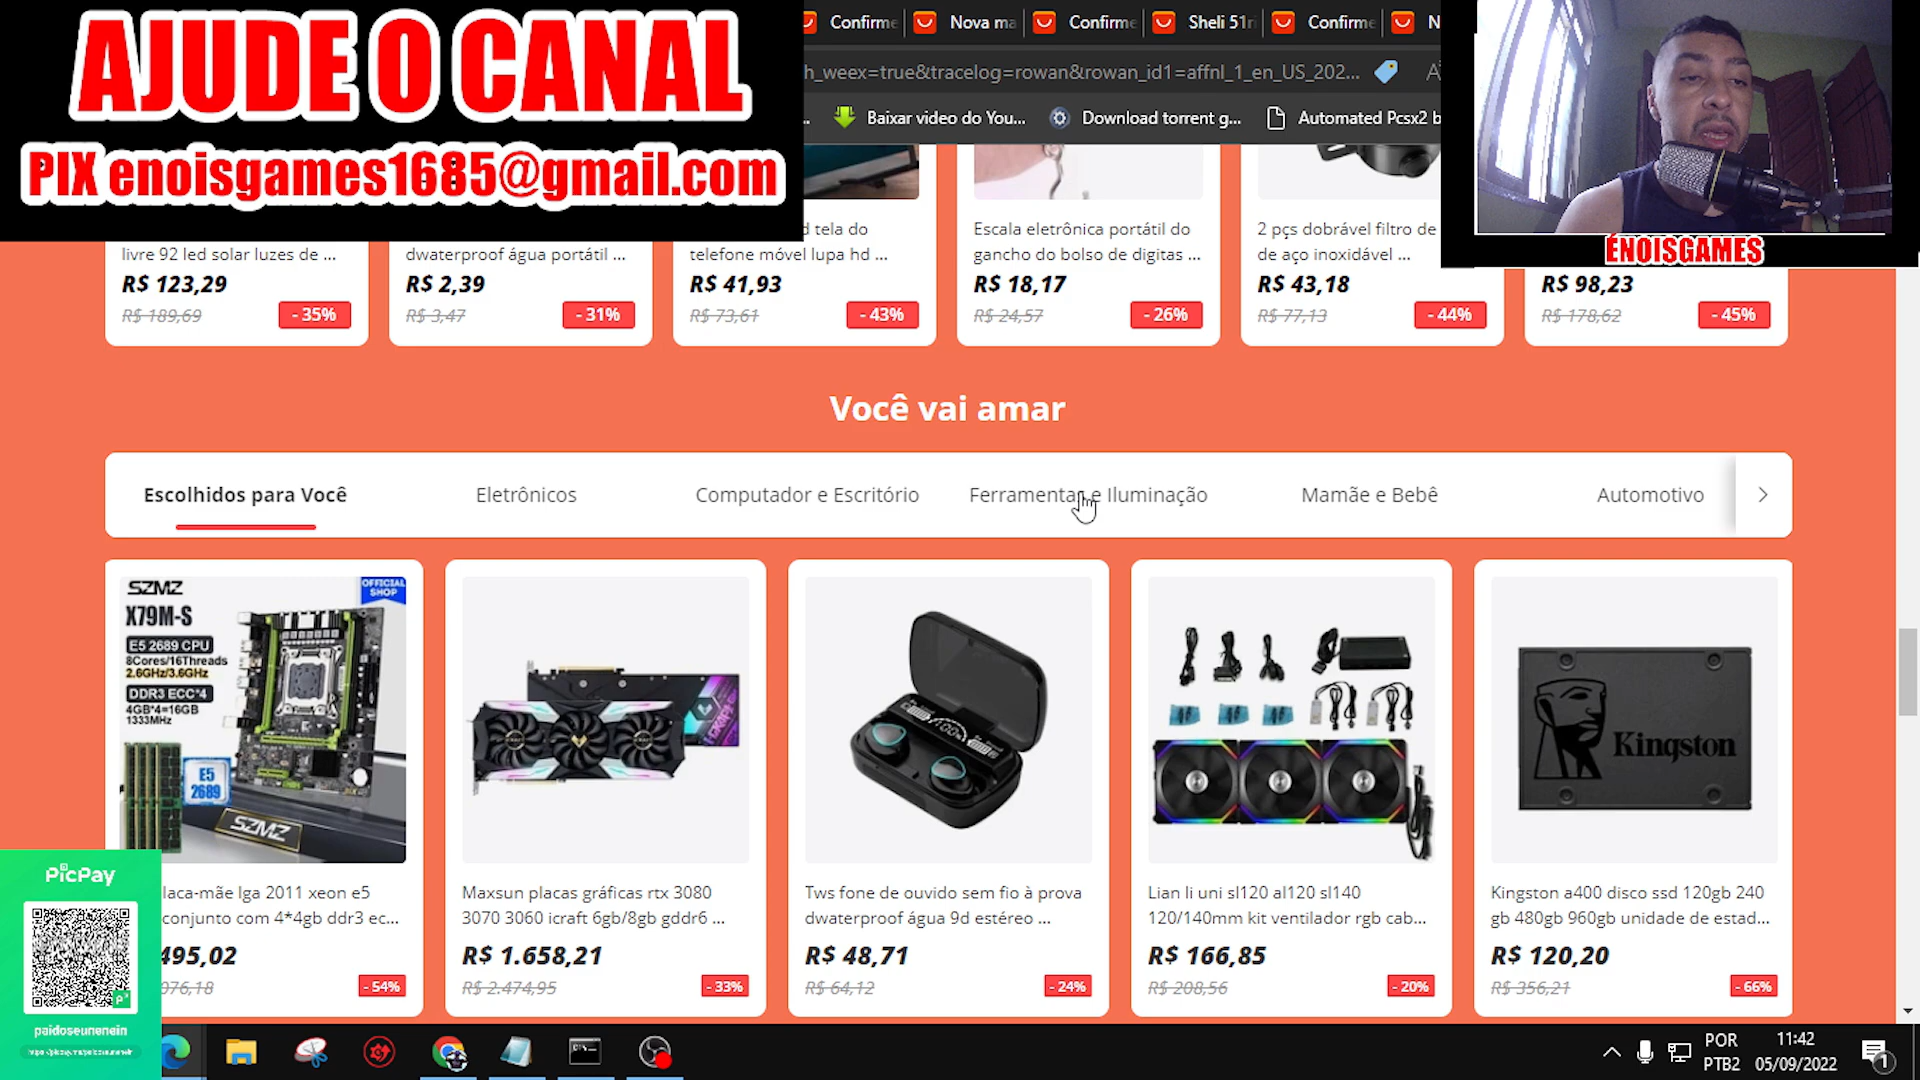 AJUDE O CANAL
PIX enoisgames1685@gmail.com
Confirme
Nova ma
Confirme
Sheli 51r
Confirme
N
h_weex=true&tracelog=rowan&rowan_id1=affnl_1_en_US_202...
Baixar video do You...
Download torrent g...
Automated Pcsx2 b
ÉNOISGAMES
livre 92 led solar luzes de ...
R$ 123,29
R$ 189,69
- 35%
dwaterproof água portátil ...
R$ 2,39
R$ 3,47
- 31%
d tela do
telefone móvel lupa hd ...
R$ 41,93
R$ 73,61
- 43%
Escala eletrônica portátil do
gancho do bolso de digitas ...
R$ 18,17
R$ 24,57
- 26%
2 pçs dobrável filtro de
de aço inoxidável ...
R$ 43,18
R$ 77,13
- 44%
R$ 98,23
R$ 178,62
- 45%
Você vai amar
Escolhidos para Você
Eletrônicos
Computador e Escritório
Ferramentas e Iluminação
Mamãe e Bebê
Automotivo
SZMZ
OFFICIAL
SHOP
X79M-S
E5 2689 CPU
8Cores/16Threads
2.6GHz/3.6GHz
DDR3 ECC*4
4GB*4=16GB
1333MHz
E5
2689
SZMZ
laca-mãe lga 2011 xeon e5
conjunto com 4*4gb ddr3 ec...
495,02
076,18
- 54%
Maxsun placas gráficas rtx 3080
3070 3060 icraft 6gb/8gb gddr6 ...
R$ 1.658,21
R$ 2.474,95
- 33%
Tws fone de ouvido sem fio à prova
dwaterproof água 9d estéreo ...
R$ 48,71
R$ 64,12
- 24%
Lian li uni sl120 al120 sl140
120/140mm kit ventilador rgb cab...
R$ 166,85
R$ 208,56
- 20%
Kingston
Kingston a400 disco ssd 120gb 240
gb 480gb 960gb unidade de estad...
R$ 120,20
R$ 356,21
- 66%
PicPay
paidoseunenein
POR
PTB2
11:42
05/09/2022
1